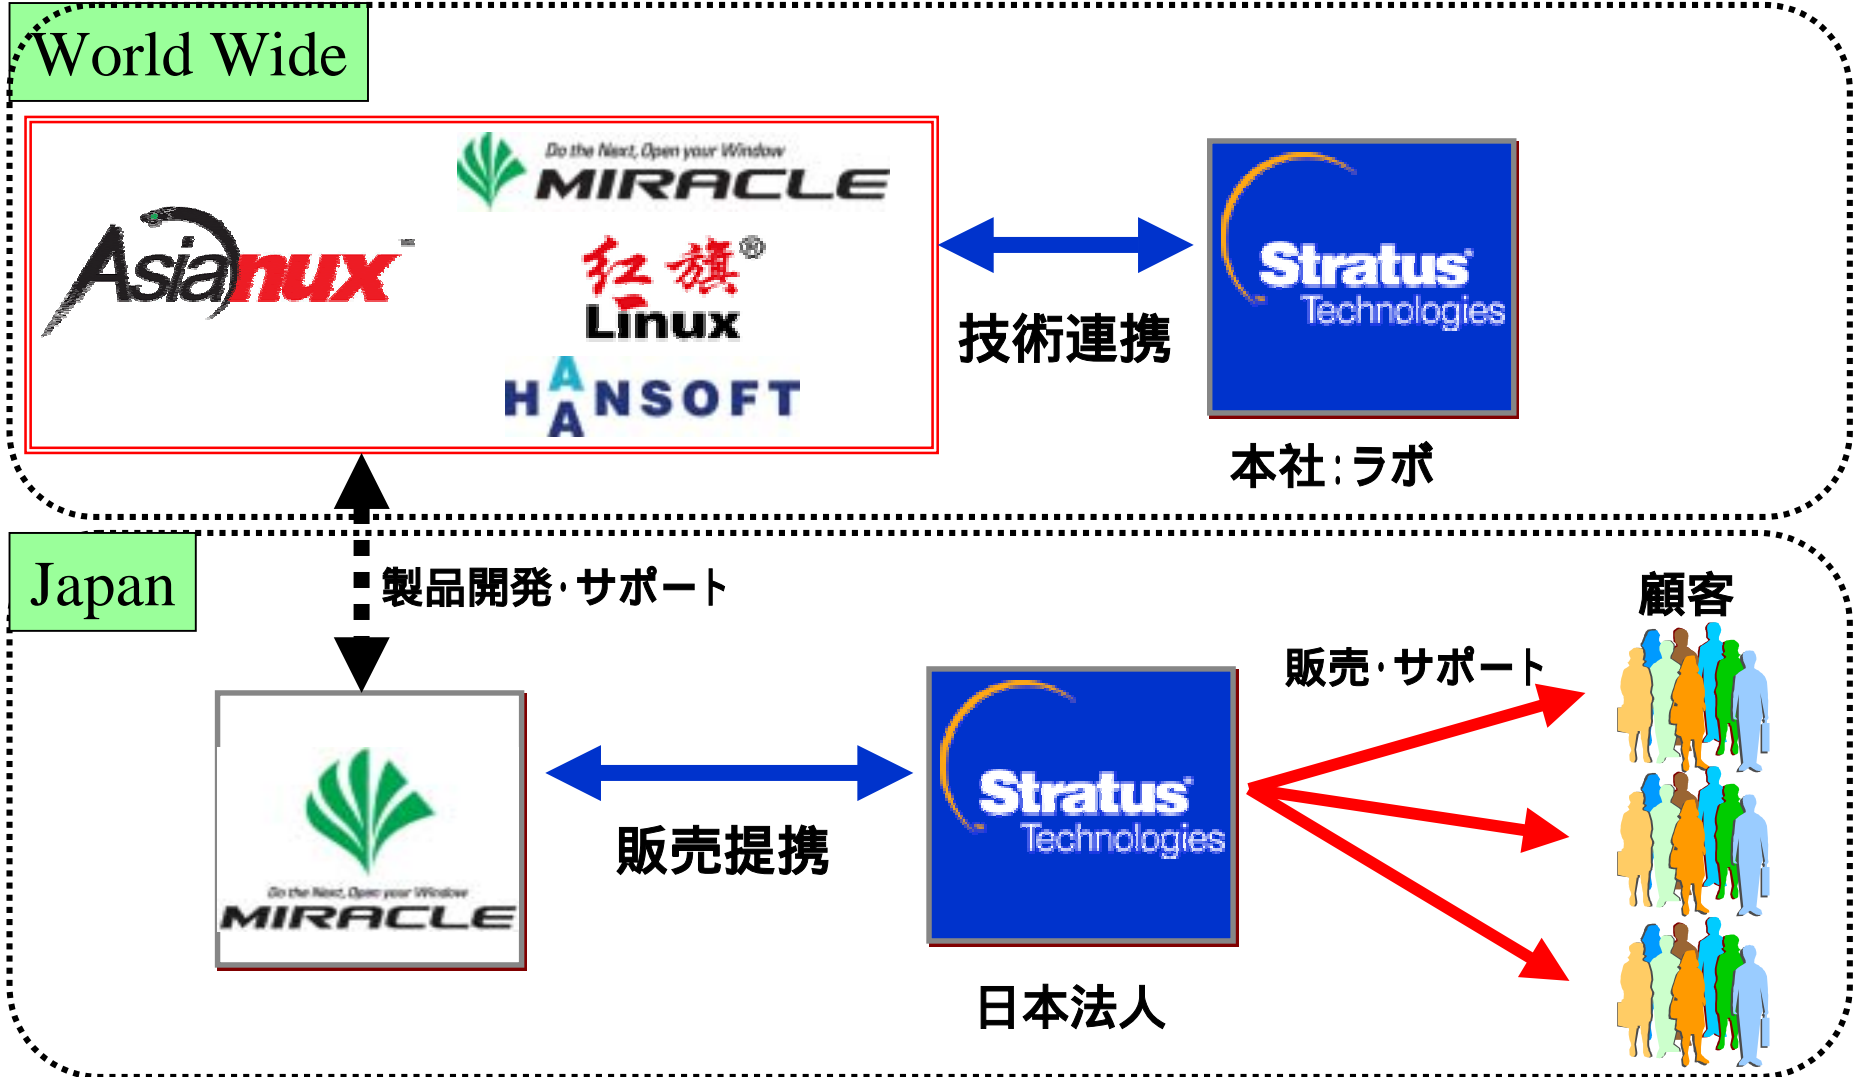 World Wide
Do the Next, Open your Window
MIRACLE
Asianux
紅旗®
Linux
HAANSOFT
技術連携
Stratus
Technologies
本社:ラボ
Japan
製品開発・サポート
顧客
販売・サポート
Do the Next, Open your Window
MIRACLE
販売提携
Stratus
Technologies
日本法人